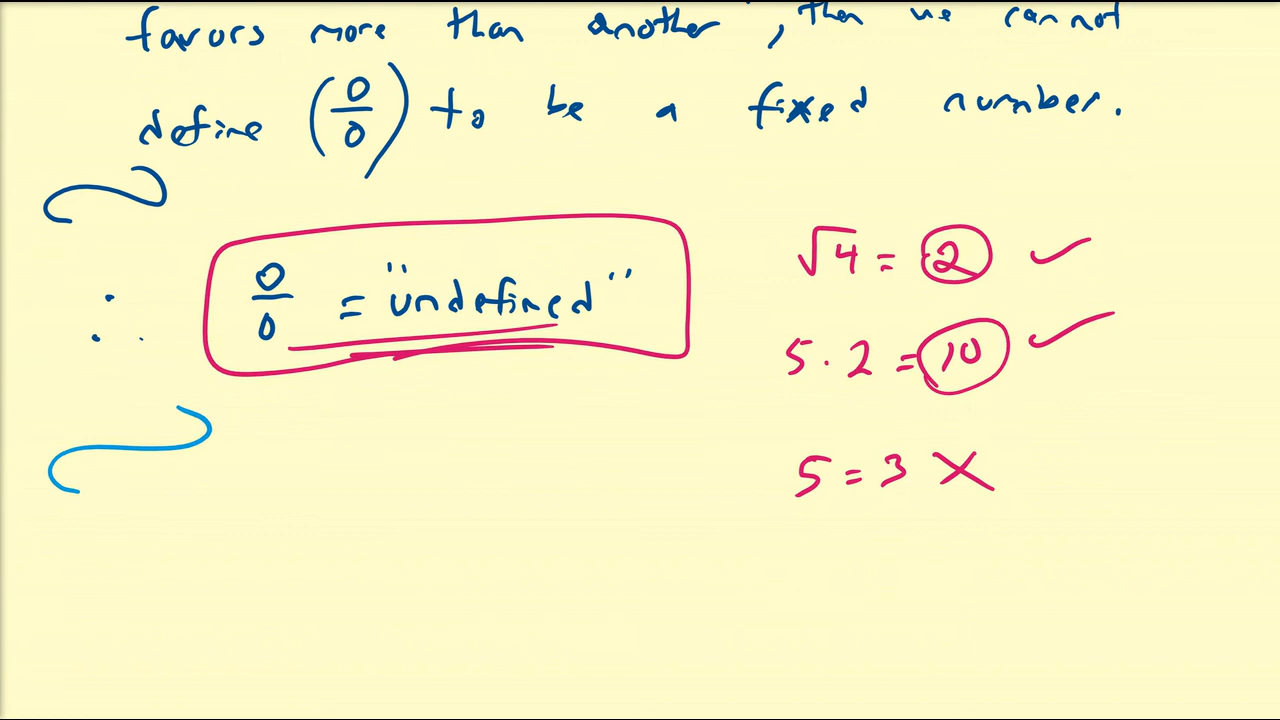 favors more than another , then we cannot
define (0/0) to be a fixed number.
∴ 0/0 = "undefined"
√4 = 2 ✓
5 · 2 = 10 ✓
5 = 3 ✗